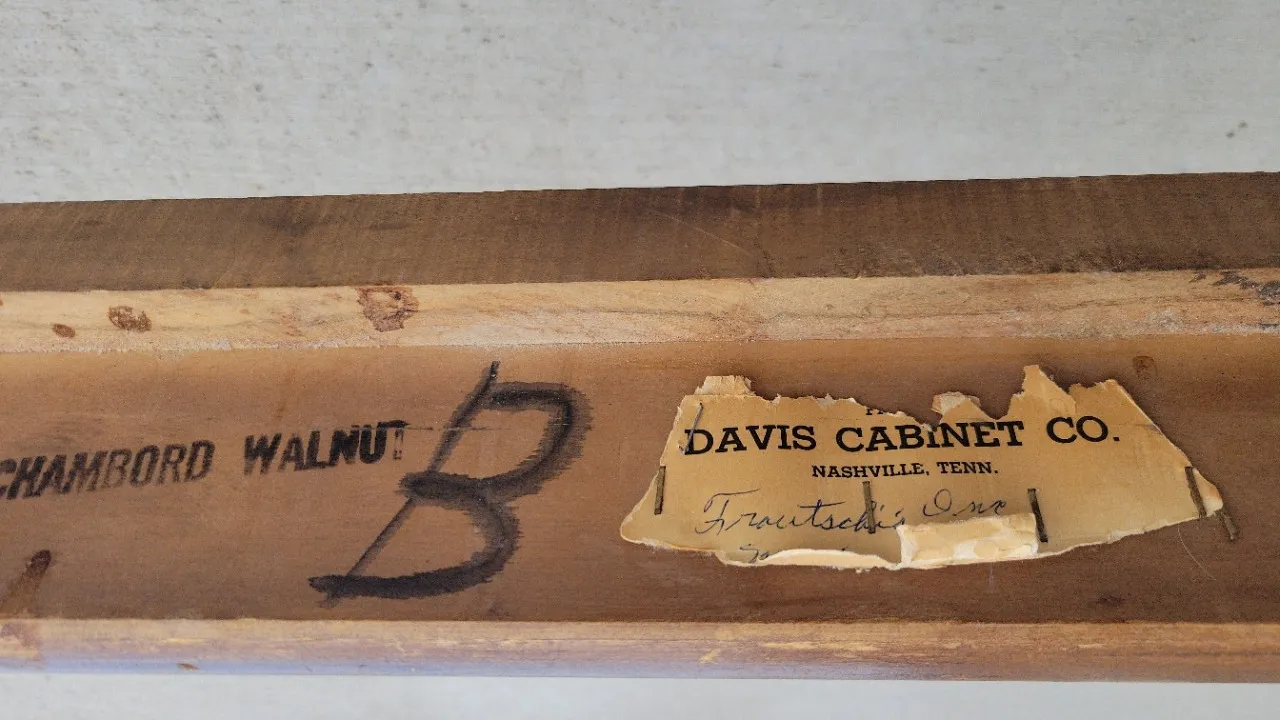 CHAMBORD WALNUT
B
DAVIS CABINET CO.
NASHVILLE, TENN.